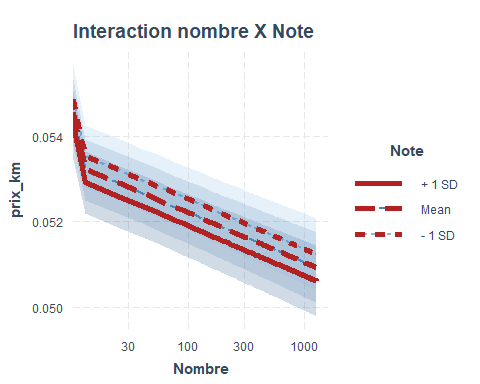 Interaction nombre X Note
prix_km
0.054
0.052
0.050
30
100
300
1000
Nombre
Note
+ 1 SD
Mean
- 1 SD